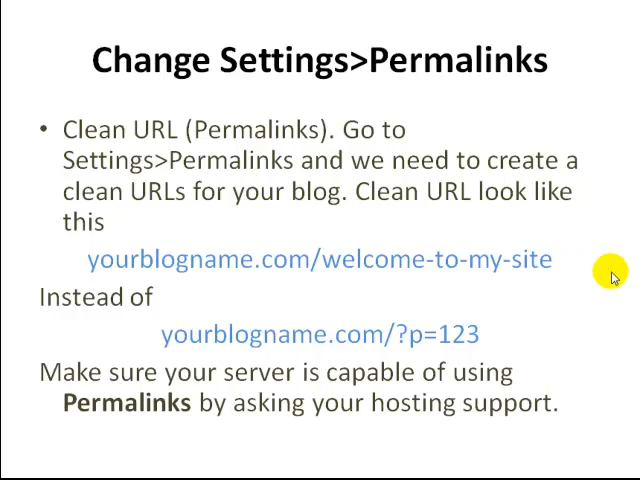 Change Settings>Permalinks
• Clean URL (Permalinks). Go to
Settings>Permalinks and we need to create a
clean URLs for your blog. Clean URL look like
this
yourblogname.com/welcome-to-my-site
Instead of
yourblogname.com/?p=123
Make sure your server is capable of using
Permalinks by asking your hosting support.